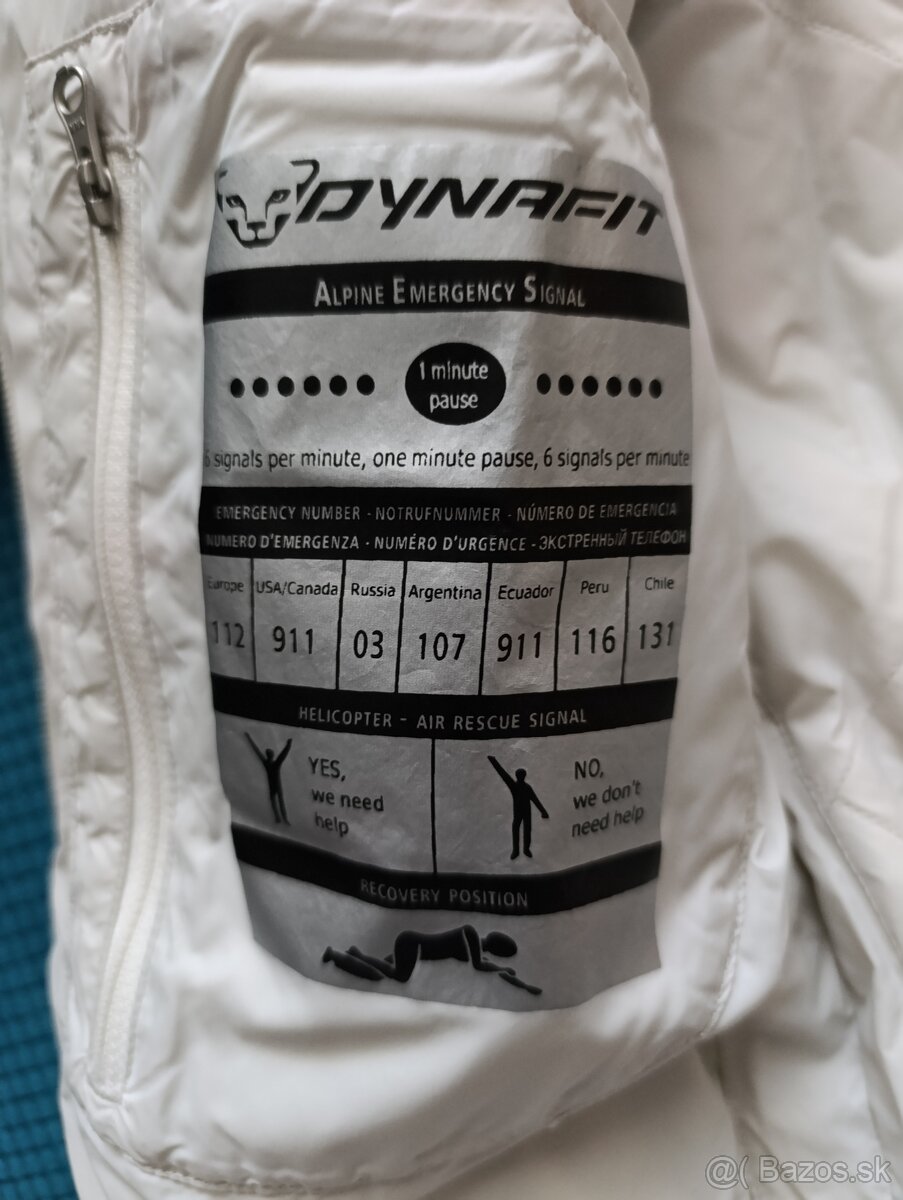 DYNAFIT
ALPINE EMERGENCY SIGNAL
1 minute
pause
6 signals per minute, one minute pause, 6 signals per minute
EMERGENCY NUMBER - NOTRUFNUMMER - NÚMERO DE EMERGENCIA
NUMERO D'EMERGENZA - NUMÉRO D'URGENCE - ЭКСТРЕННЫЙ ТЕЛЕФОН
Europe USA/Canada Russia Argentina Ecuador Peru Chile
112 911 03 107 911 116 131
HELICOPTER - AIR RESCUE SIGNAL
YES,
we need
help
NO,
we don't
need help
RECOVERY POSITION
@( Bazos.sk